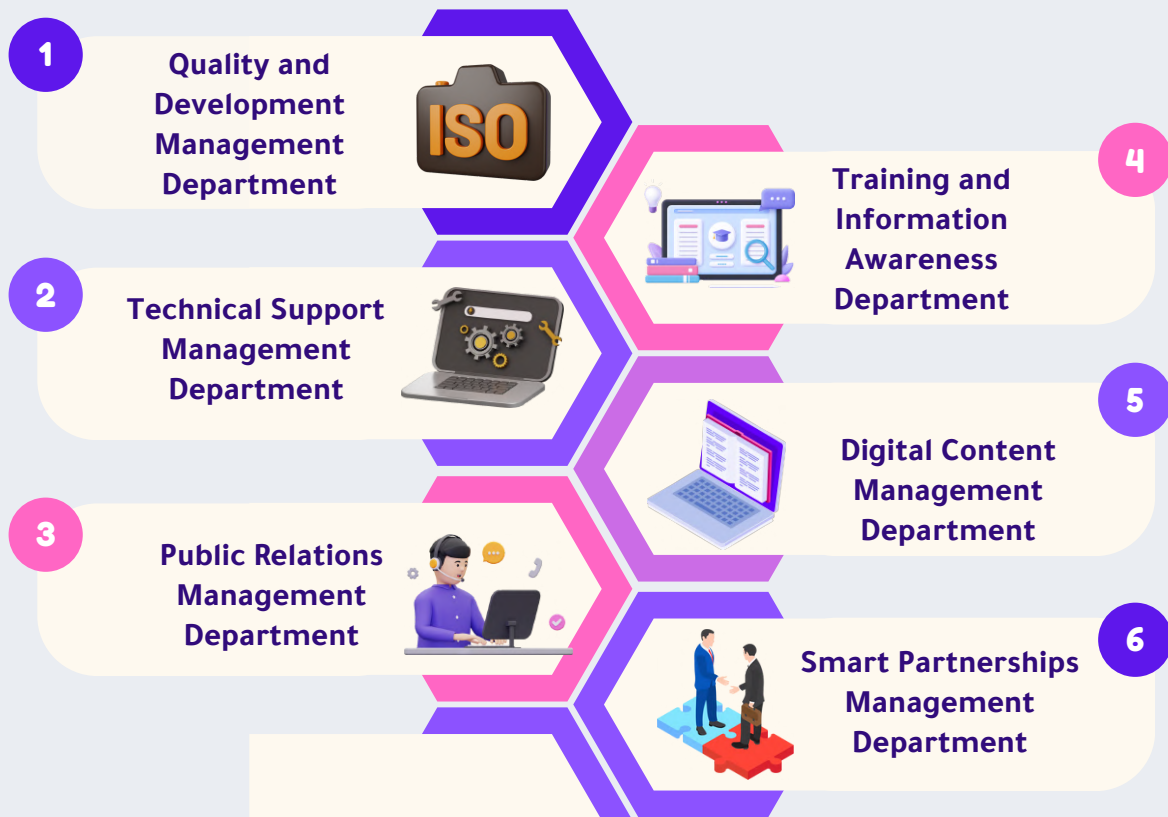 1
Quality and
Development
Management
Department
ISO
2
Technical Support
Management
Department
3
Public Relations
Management
Department
4
Training and
Information
Awareness
Department
5
Digital Content
Management
Department
6
Smart Partnerships
Management
Department